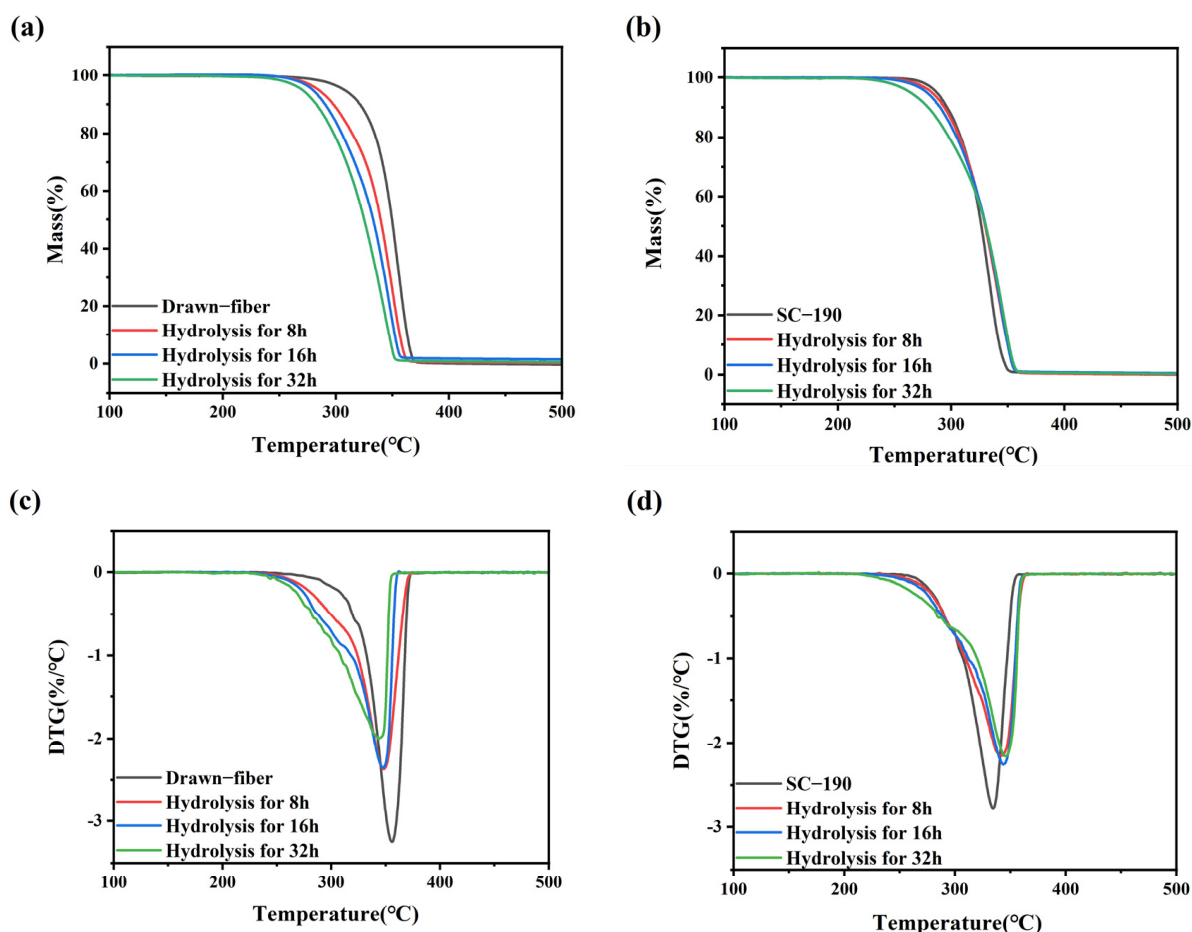 (a)
100
80
60
40
20
0
Mass(%)
Drawn−fiber
Hydrolysis for 8h
Hydrolysis for 16h
Hydrolysis for 32h
100 200 300 400 500
Temperature(℃)
(b)
100
80
60
40
20
0
Mass(%)
SC−190
Hydrolysis for 8h
Hydrolysis for 16h
Hydrolysis for 32h
100 200 300 400 500
Temperature(℃)
(c)
0
-1
-2
-3
DTG(%/℃)
Drawn−fiber
Hydrolysis for 8h
Hydrolysis for 16h
Hydrolysis for 32h
100 200 300 400 500
Temperature(℃)
(d)
0
-1
-2
-3
DTG(%/℃)
SC−190
Hydrolysis for 8h
Hydrolysis for 16h
Hydrolysis for 32h
100 200 300 400 500
Temperature(℃)